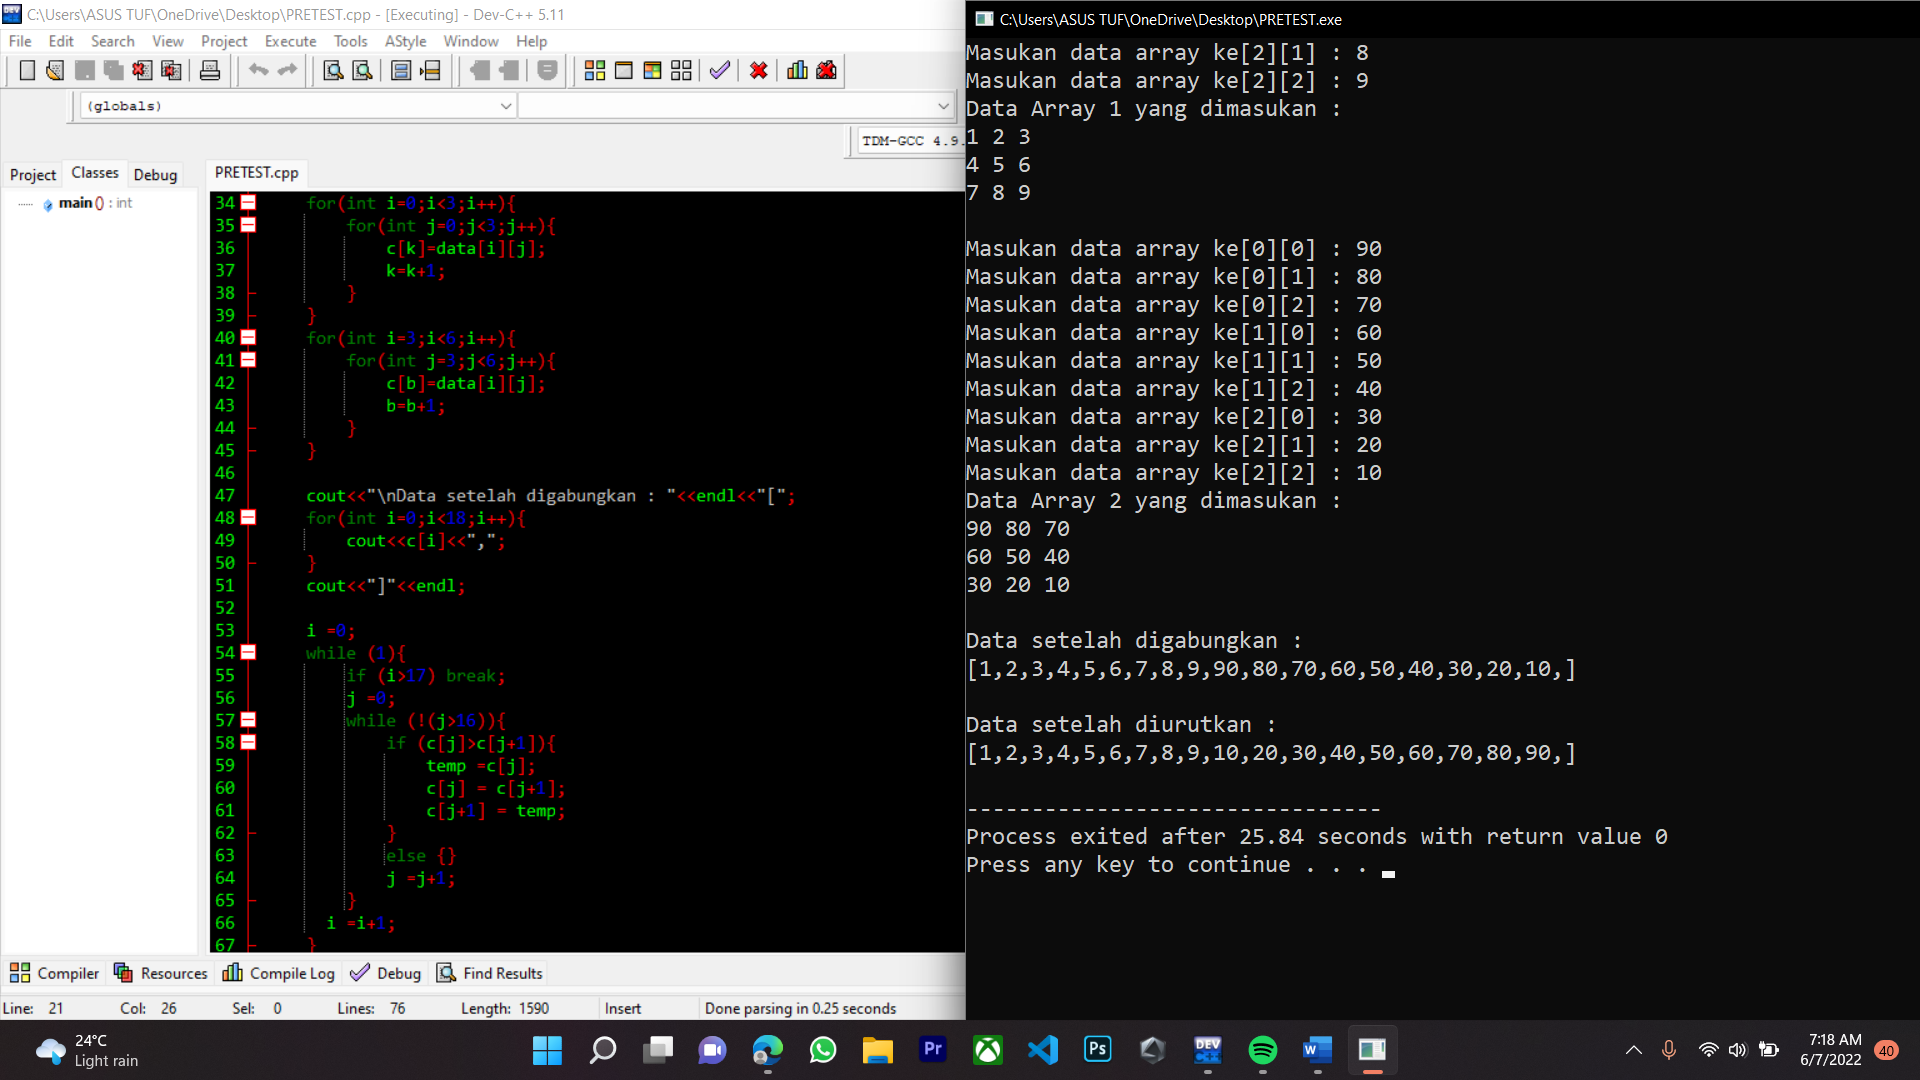 C:\Users\ASUS TUF\OneDrive\Desktop\PRETEST.cpp - [Executing] - Dev-C++ 5.11
File Edit Search View Project Execute Tools AStyle Window Help
(globals)
TDM-GCC 4.9.
Project Classes Debug
main () : int
PRETEST.cpp
34 for(int i=0;i<3;i++){
35 for(int j=0;j<3;j++){
36 c[k]=data[i][j];
37 k=k+1;
38 }
39 }
40 for(int i=3;i<6;i++){
41 for(int j=3;j<6;j++){
42 c[b]=data[i][j];
43 b=b+1;
44 }
45 }
46
47 cout<<"\nData setelah digabungkan : "<<endl<<"[";
48 for(int i=0;i<18;i++){
49 cout<<c[i]<<",";
50 }
51 cout<<"]"<<endl;
52
53 i =0;
54 while (1){
55 if (i>17) break;
56 j =0;
57 while (!(j>16)){
58 if (c[j]>c[j+1]){
59 temp =c[j];
60 c[j] = c[j+1];
61 c[j+1] = temp;
62 }
63 else {}
64 j =j+1;
65 }
66 i =i+1;
67 }
Compiler Resources Compile Log Debug Find Results
Line: 21 Col: 26 Sel: 0 Lines: 76 Length: 1590 Insert Done parsing in 0.25 seconds
C:\Users\ASUS TUF\OneDrive\Desktop\PRETEST.exe
Masukan data array ke[2][1] : 8
Masukan data array ke[2][2] : 9
Data Array 1 yang dimasukan :
1 2 3
4 5 6
7 8 9
Masukan data array ke[0][0] : 90
Masukan data array ke[0][1] : 80
Masukan data array ke[0][2] : 70
Masukan data array ke[1][0] : 60
Masukan data array ke[1][1] : 50
Masukan data array ke[1][2] : 40
Masukan data array ke[2][0] : 30
Masukan data array ke[2][1] : 20
Masukan data array ke[2][2] : 10
Data Array 2 yang dimasukan :
90 80 70
60 50 40
30 20 10
Data setelah digabungkan :
[1,2,3,4,5,6,7,8,9,90,80,70,60,50,40,30,20,10,]
Data setelah diurutkan :
[1,2,3,4,5,6,7,8,9,10,20,30,40,50,60,70,80,90,]
--------------------------------
Process exited after 25.84 seconds with return value 0
Press any key to continue . . .
24°C
Light rain
Pr
Ps
DEV
C++
W
7:18 AM
6/7/2022
40